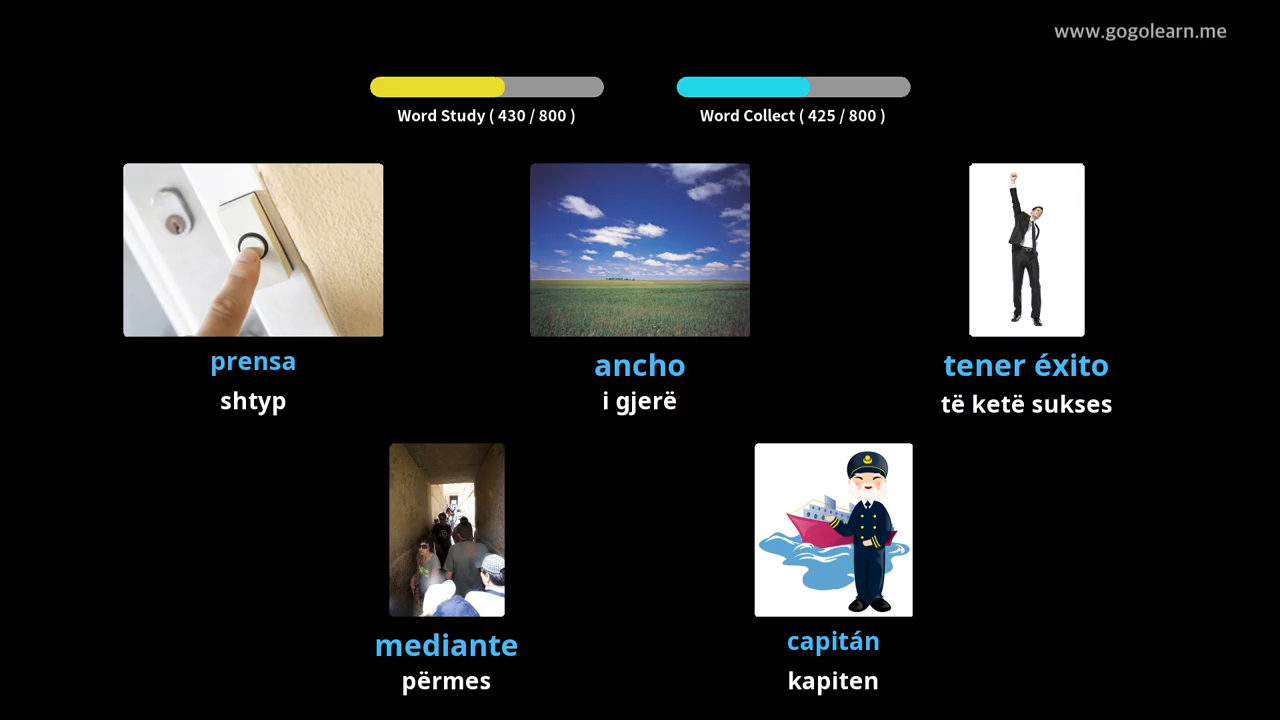 www.gogolearn.me
Word Study ( 430 / 800 )
Word Collect ( 425 / 800 )
prensa
shtyp
ancho
i gjerë
tener éxito
të ketë sukses
mediante
përmes
capitán
kapiten